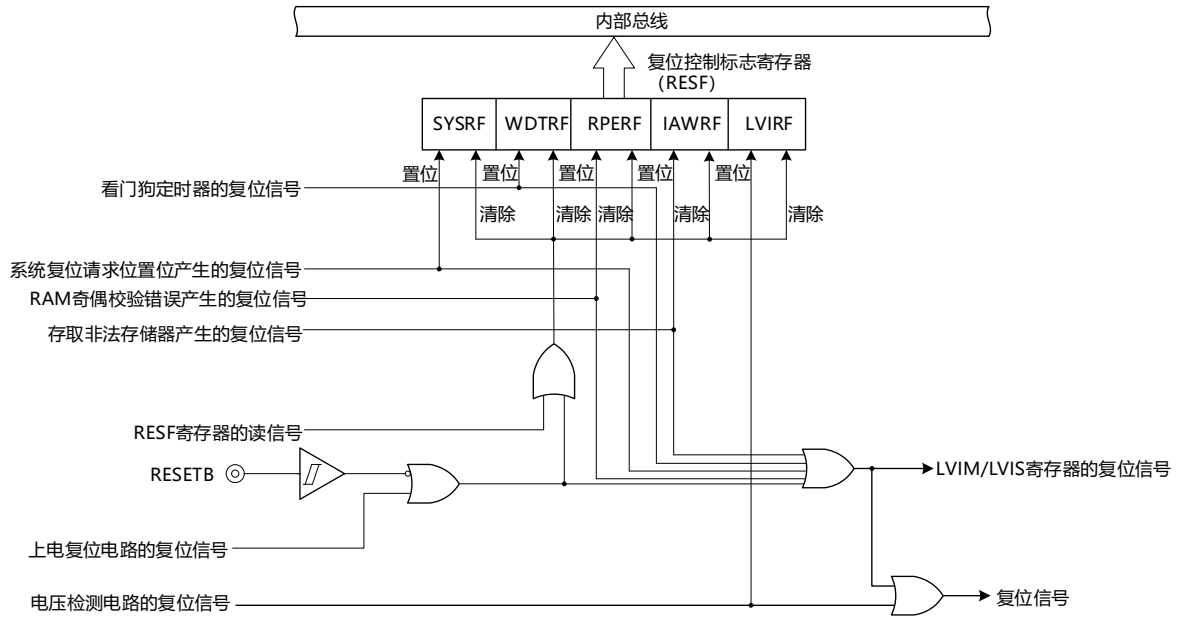 内部总线
复位控制标志寄存器
(RESF)
SYSRF WDTRF RPERF IAWRF LVIRF
置位 置位 置位 置位 置位
看门狗定时器的复位信号
清除 清除 清除 清除 清除
系统复位请求位置位产生的复位信号
RAM奇偶校验错误产生的复位信号
存取非法存储器产生的复位信号
RESF寄存器的读信号
RESETB
LVIM/LVIS寄存器的复位信号
上电复位电路的复位信号
电压检测电路的复位信号
复位信号